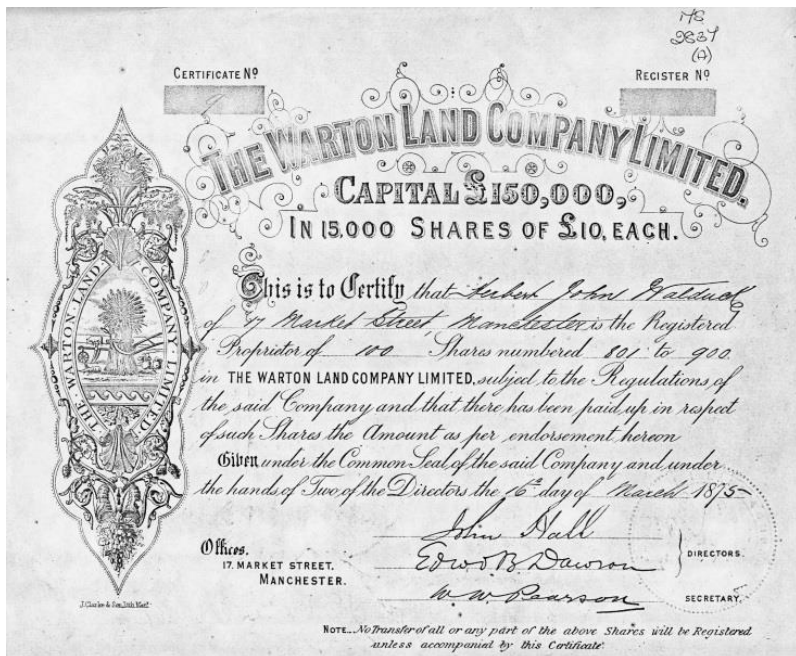 MS
2837
(A)
CERTIFICATE Nº
9
REGISTER Nº
THE WARTON LAND COMPANY LIMITED.
CAPITAL £150,000,
IN 15.000 SHARES OF £10, EACH.
This is to Certify that Herbert John Walduck
of 17 Market Street, Manchester is the Registered
Proprietor of 100 Shares numbered 801 to 900
in THE WARTON LAND COMPANY LIMITED, subject to the Regulations of
the said Company and that there has been paid up in respect
of such Shares the Amount as per endorsement hereon
Given under the Common Seal of the said Company and under
the hands of Two of the Directors the 16th day of March 1875
THE WARTON LAND COMPANY LIMITED
John Hall
Edwd B Dawson
DIRECTORS.
W. W. Pearson
SECRETARY.
Offices.
17. MARKET STREET,
MANCHESTER.
J. Clarke & Son, Lith Manr.
NOTE._ No Transfer of all or any part of the above Shares will be Registered
unless accompanied by this Certificate.